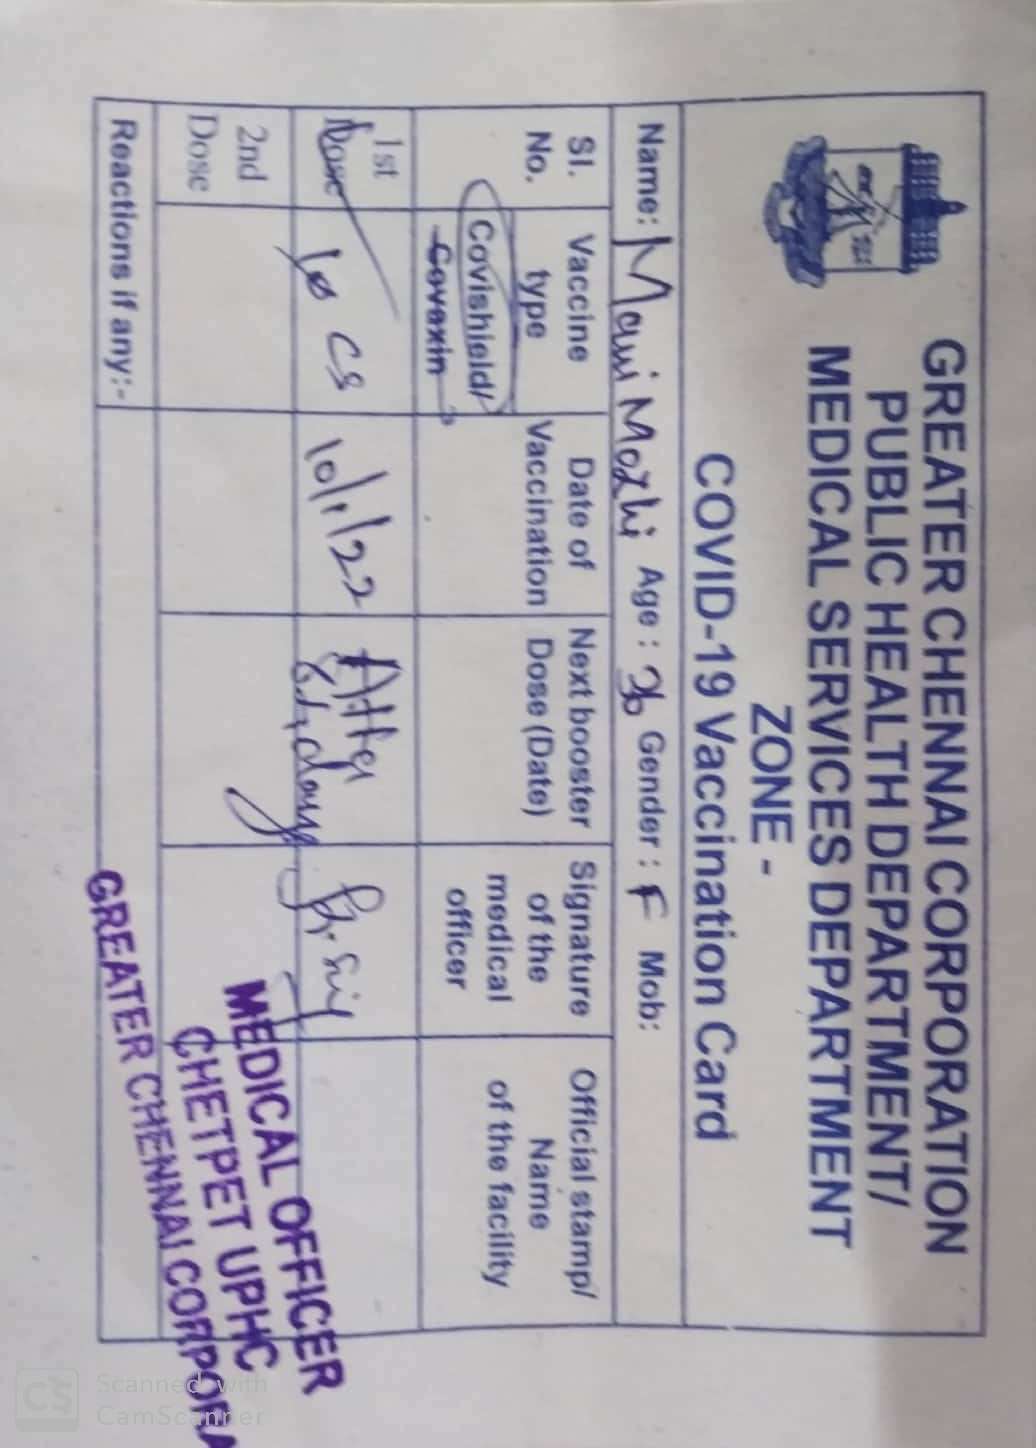 GREATER CHENNAI CORPORATION
PUBLIC HEALTH DEPARTMENT/
MEDICAL SERVICES DEPARTMENT
ZONE -
COVID-19 Vaccination Card
Name: Mani Mozhi Age : 36 Gender : F Mob:
Sl. No.
Vaccine type
Covishield/
Covaxin
Date of Vaccination
Next booster Dose (Date)
Signature of the medical officer
Official stamp/ Name of the facility
1st Dose
CS
10/1/22
After
84 days
2nd Dose
Reactions if any:-
MEDICAL OFFICER
CHETPET UPHC
GREATER CHENNAI CORPORA
Scanned with
CamScanner